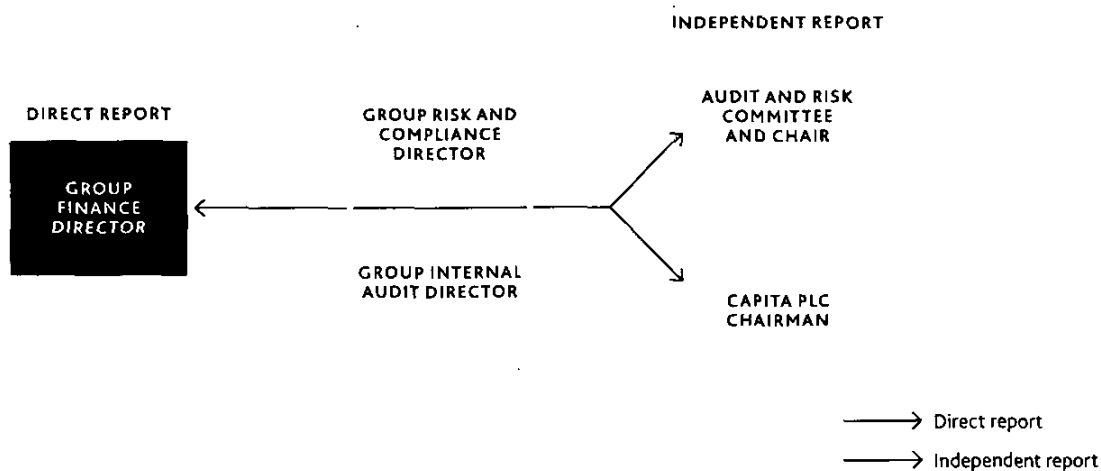 INDEPENDENT REPORT
DIRECT REPORT
GROUP
FINANCE
DIRECTOR
GROUP RISK AND
COMPLIANCE
DIRECTOR
GROUP INTERNAL
AUDIT DIRECTOR
AUDIT AND RISK
COMMITTEE
AND CHAIR
CAPITA PLC
CHAIRMAN
Direct report
Independent report